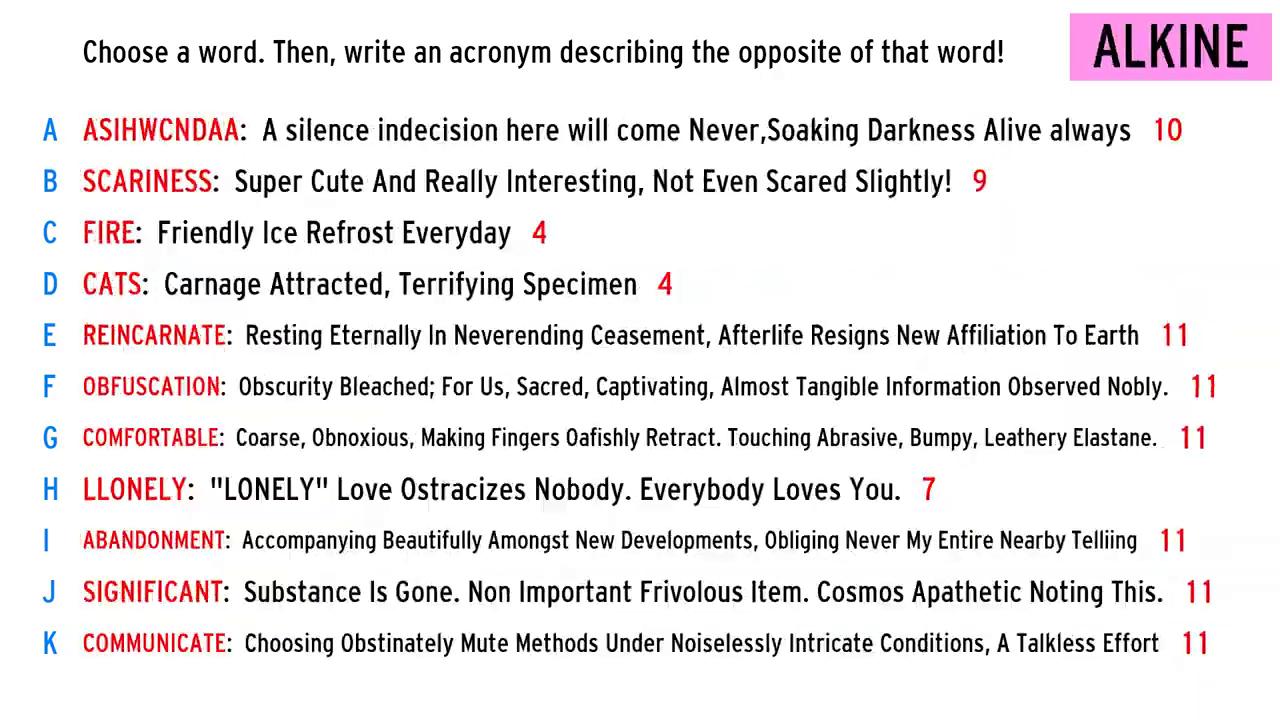 Choose a word. Then, write an acronym describing the opposite of that word!
ALKINE
A ASIHWCNDAA: A silence indecision here will come Never,Soaking Darkness Alive always 10
B SCARINESS: Super Cute And Really Interesting, Not Even Scared Slightly! 9
C FIRE: Friendly Ice Refrost Everyday 4
D CATS: Carnage Attracted, Terrifying Specimen 4
E REINCARNATE: Resting Eternally In Neverending Ceasement, Afterlife Resigns New Affiliation To Earth 11
F OBFUSCATION: Obscurity Bleached; For Us, Sacred, Captivating, Almost Tangible Information Observed Nobly. 11
G COMFORTABLE: Coarse, Obnoxious, Making Fingers Oafishly Retract. Touching Abrasive, Bumpy, Leathery Elastane. 11
H LLONELY: "LONELY" Love Ostracizes Nobody. Everybody Loves You. 7
I ABANDONMENT: Accompanying Beautifully Amongst New Developments, Obliging Never My Entire Nearby Telliing 11
J SIGNIFICANT: Substance Is Gone. Non Important Frivolous Item. Cosmos Apathetic Noting This. 11
K COMMUNICATE: Choosing Obstinately Mute Methods Under Noiselessly Intricate Conditions, A Talkless Effort 11